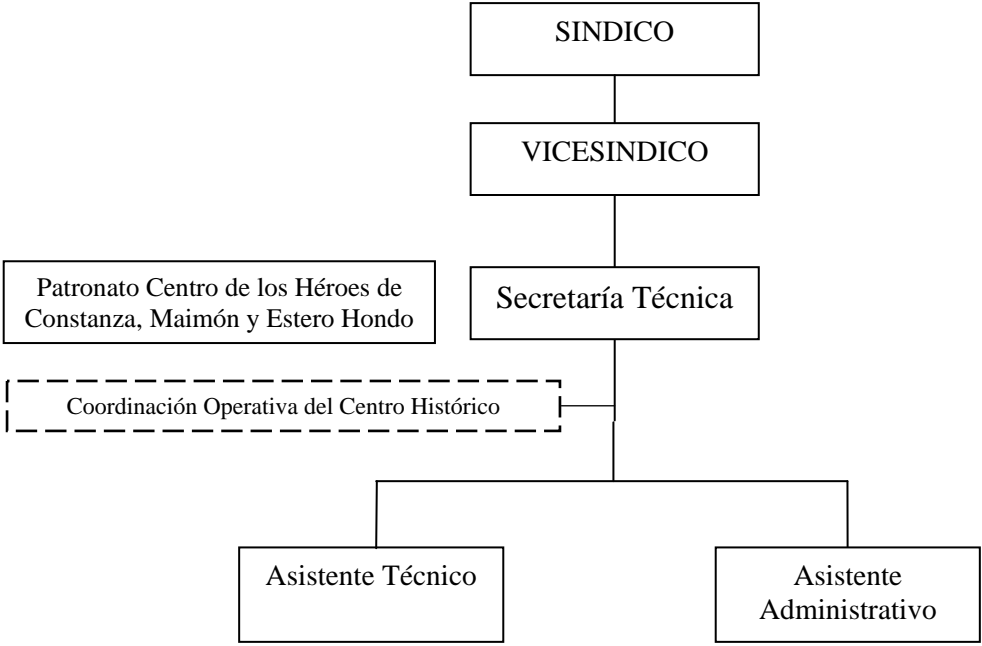 SINDICO
VICESINDICO
Patronato Centro de los Héroes de
Constanza, Maimón y Estero Hondo
Secretaría Técnica
Coordinación Operativa del Centro Histórico
Asistente Técnico
Asistente
Administrativo